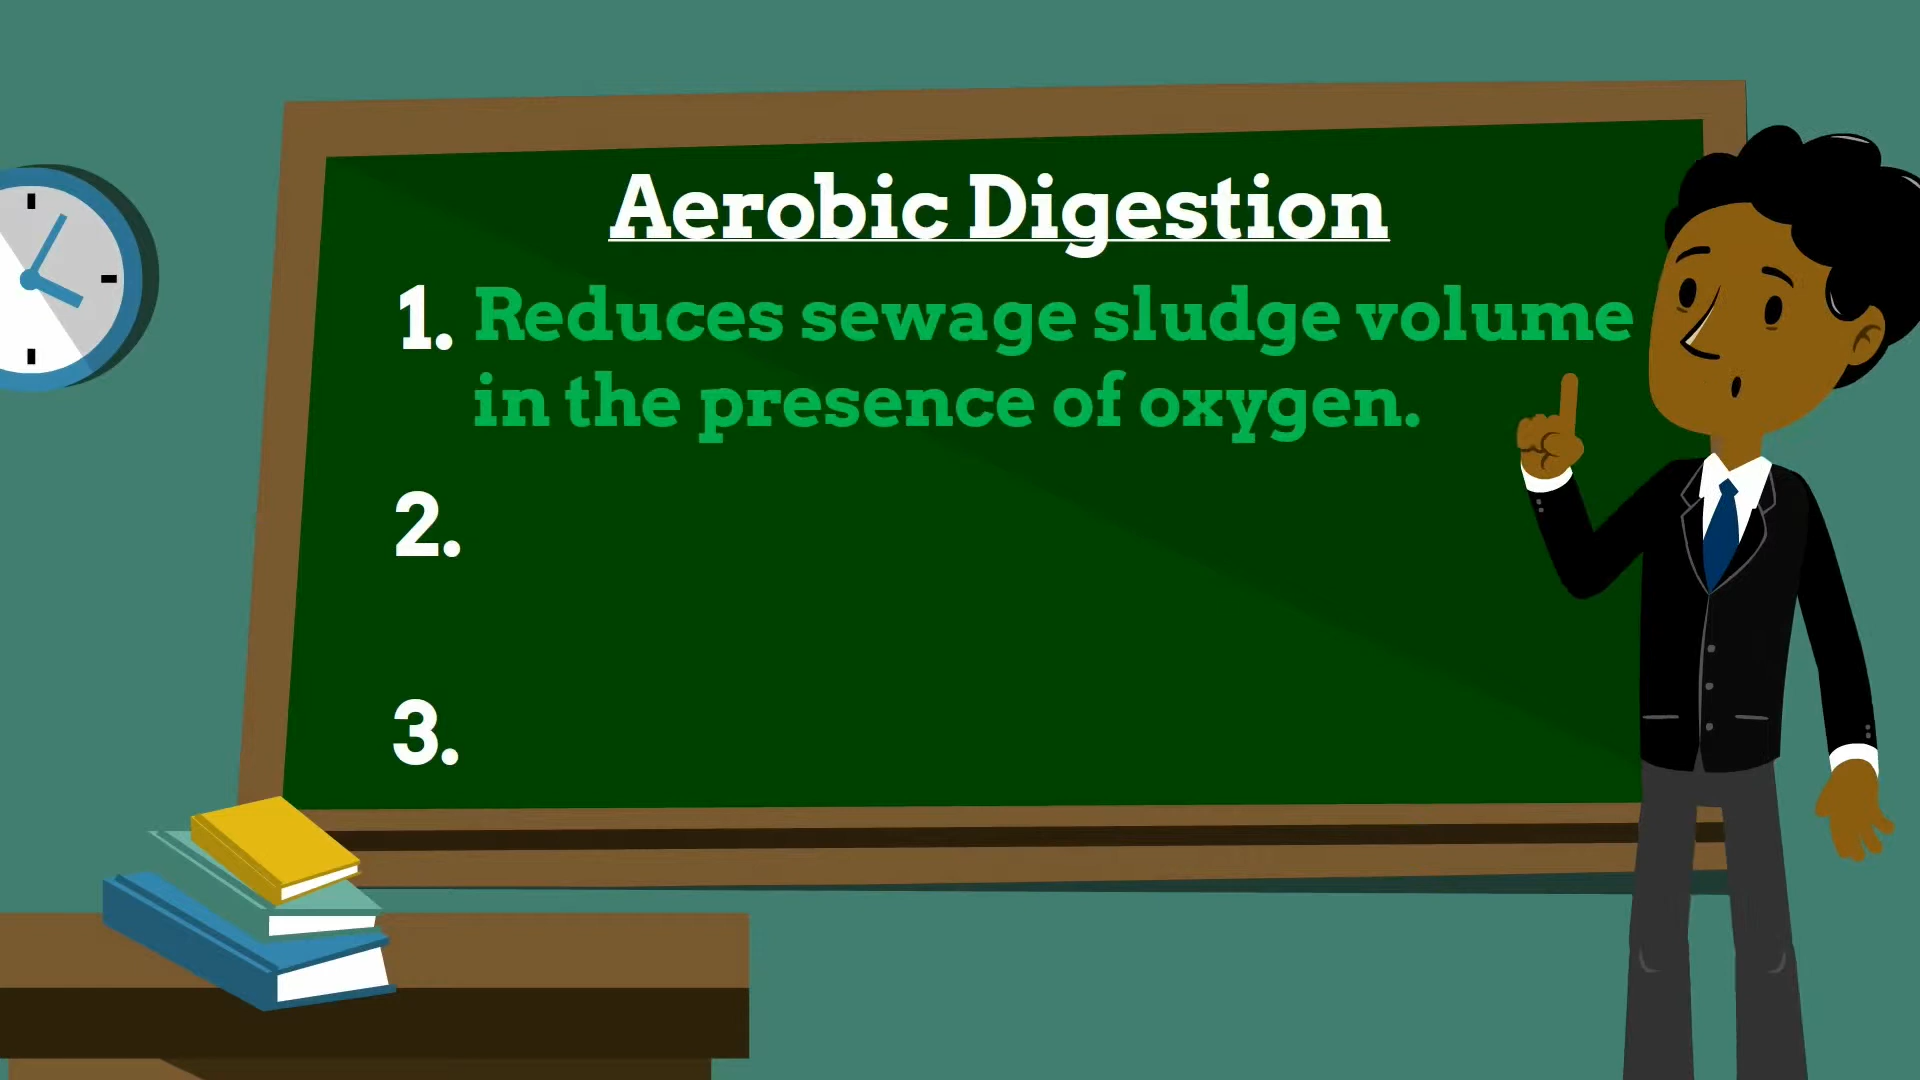 Aerobic Digestion
1. Reduces sewage sludge volume
in the presence of oxygen.
2.
3.